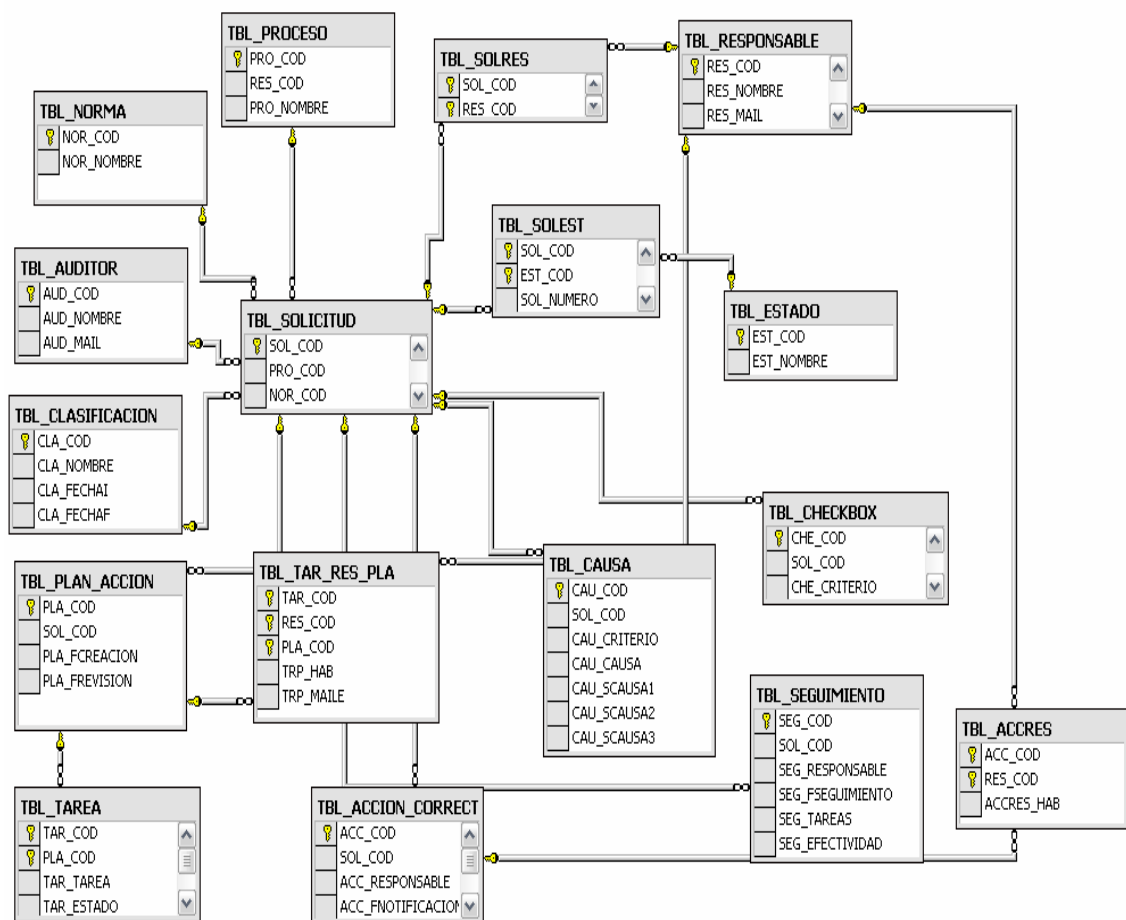 TBL_PROCESO
PRO_COD
RES_COD
PRO_NOMBRE
TBL_SOLRES
SOL_COD
RES_COD
TBL_RESPONSABLE
RES_COD
RES_NOMBRE
RES_MAIL
TBL_NORMA
NOR_COD
NOR_NOMBRE
TBL_SOLEST
SOL_COD
EST_COD
SOL_NUMERO
TBL_AUDITOR
AUD_COD
AUD_NOMBRE
AUD_MAIL
TBL_SOLICITUD
SOL_COD
PRO_COD
NOR_COD
TBL_ESTADO
EST_COD
EST_NOMBRE
TBL_CLASIFICACION
CLA_COD
CLA_NOMBRE
CLA_FECHAI
CLA_FECHAF
TBL_CHECKBOX
CHE_COD
SOL_COD
CHE_CRITERIO
TBL_PLAN_ACCION
PLA_COD
SOL_COD
PLA_FCREACION
PLA_FREVISION
TBL_TAR_RES_PLA
TAR_COD
RES_COD
PLA_COD
TRP_HAB
TRP_MAILE
TBL_CAUSA
CAU_COD
SOL_COD
CAU_CRITERIO
CAU_CAUSA
CAU_SCAUSA1
CAU_SCAUSA2
CAU_SCAUSA3
TBL_SEGUIMIENTO
SEG_COD
SOL_COD
SEG_RESPONSABLE
SEG_FSEGUIMIENTO
SEG_TAREAS
SEG_EFECTIVIDAD
TBL_ACCRES
ACC_COD
RES_COD
ACCRES_HAB
TBL_TAREA
TAR_COD
PLA_COD
TAR_TAREA
TAR_ESTADO
TBL_ACCION_CORRECT
ACC_COD
SOL_COD
ACC_RESPONSABLE
ACC_FNOTIFICACION